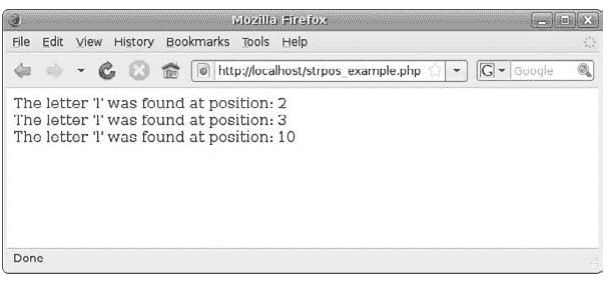 Mozilla Firefox
File Edit View History Bookmarks Tools Help
http://localhost/strpos_example.php G Google
The letter 'l' was found at position: 2
The letter 'l' was found at position: 3
The letter 'l' was found at position: 10
Done